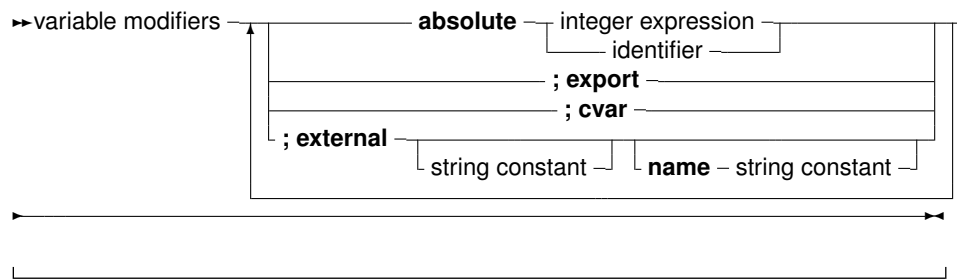 variable modifiers absolute integer expression
identifier
; export
; cvar
; external
string constant name string constant